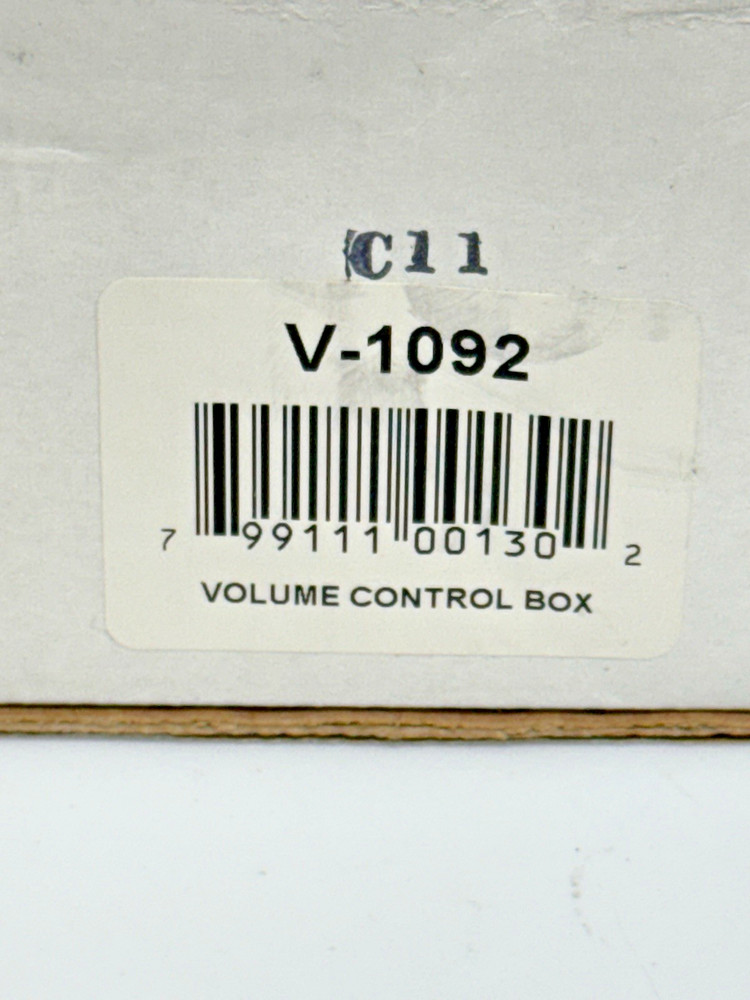 C11
V-1092
7 99111 00130 2
VOLUME CONTROL BOX